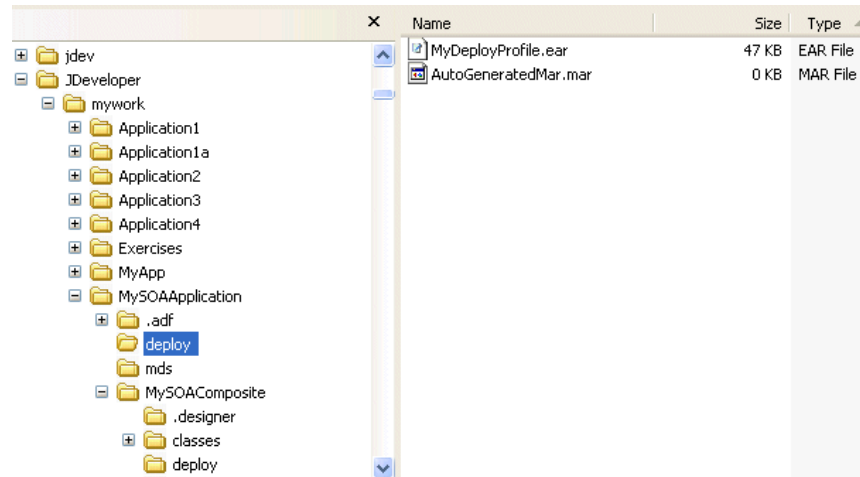 Name Size Type
MyDeployProfile.ear 47 KB EAR File
AutoGeneratedMar.mar 0 KB MAR File
jdev
JDeveloper
mywork
Application1
Application1a
Application2
Application3
Application4
Exercises
MyApp
MySOAApplication
.adf
deploy
mds
MySOAComposite
.designer
classes
deploy